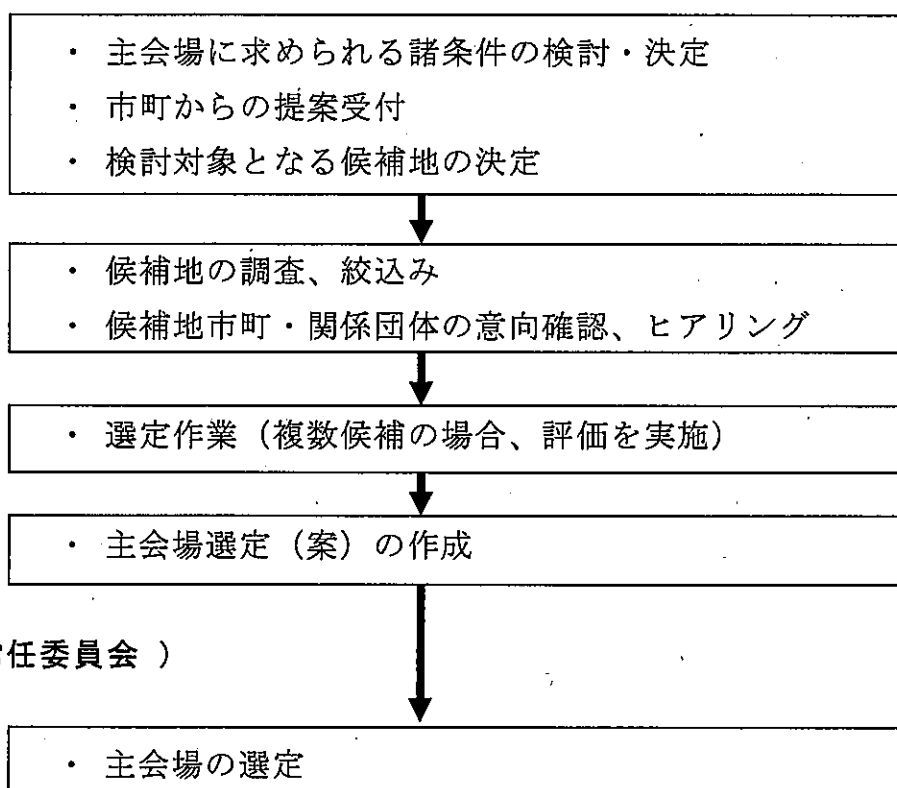 ・ 主会場に求められる諸条件の検討・決定
・ 市町からの提案受付
・ 検討対象となる候補地の決定
・ 候補地の調査、絞込み
・ 候補地市町・関係団体の意向確認、ヒアリング
・ 選定作業（複数候補の場合、評価を実施）
・ 主会場選定（案）の作成
任委員会 ）
・ 主会場の選定